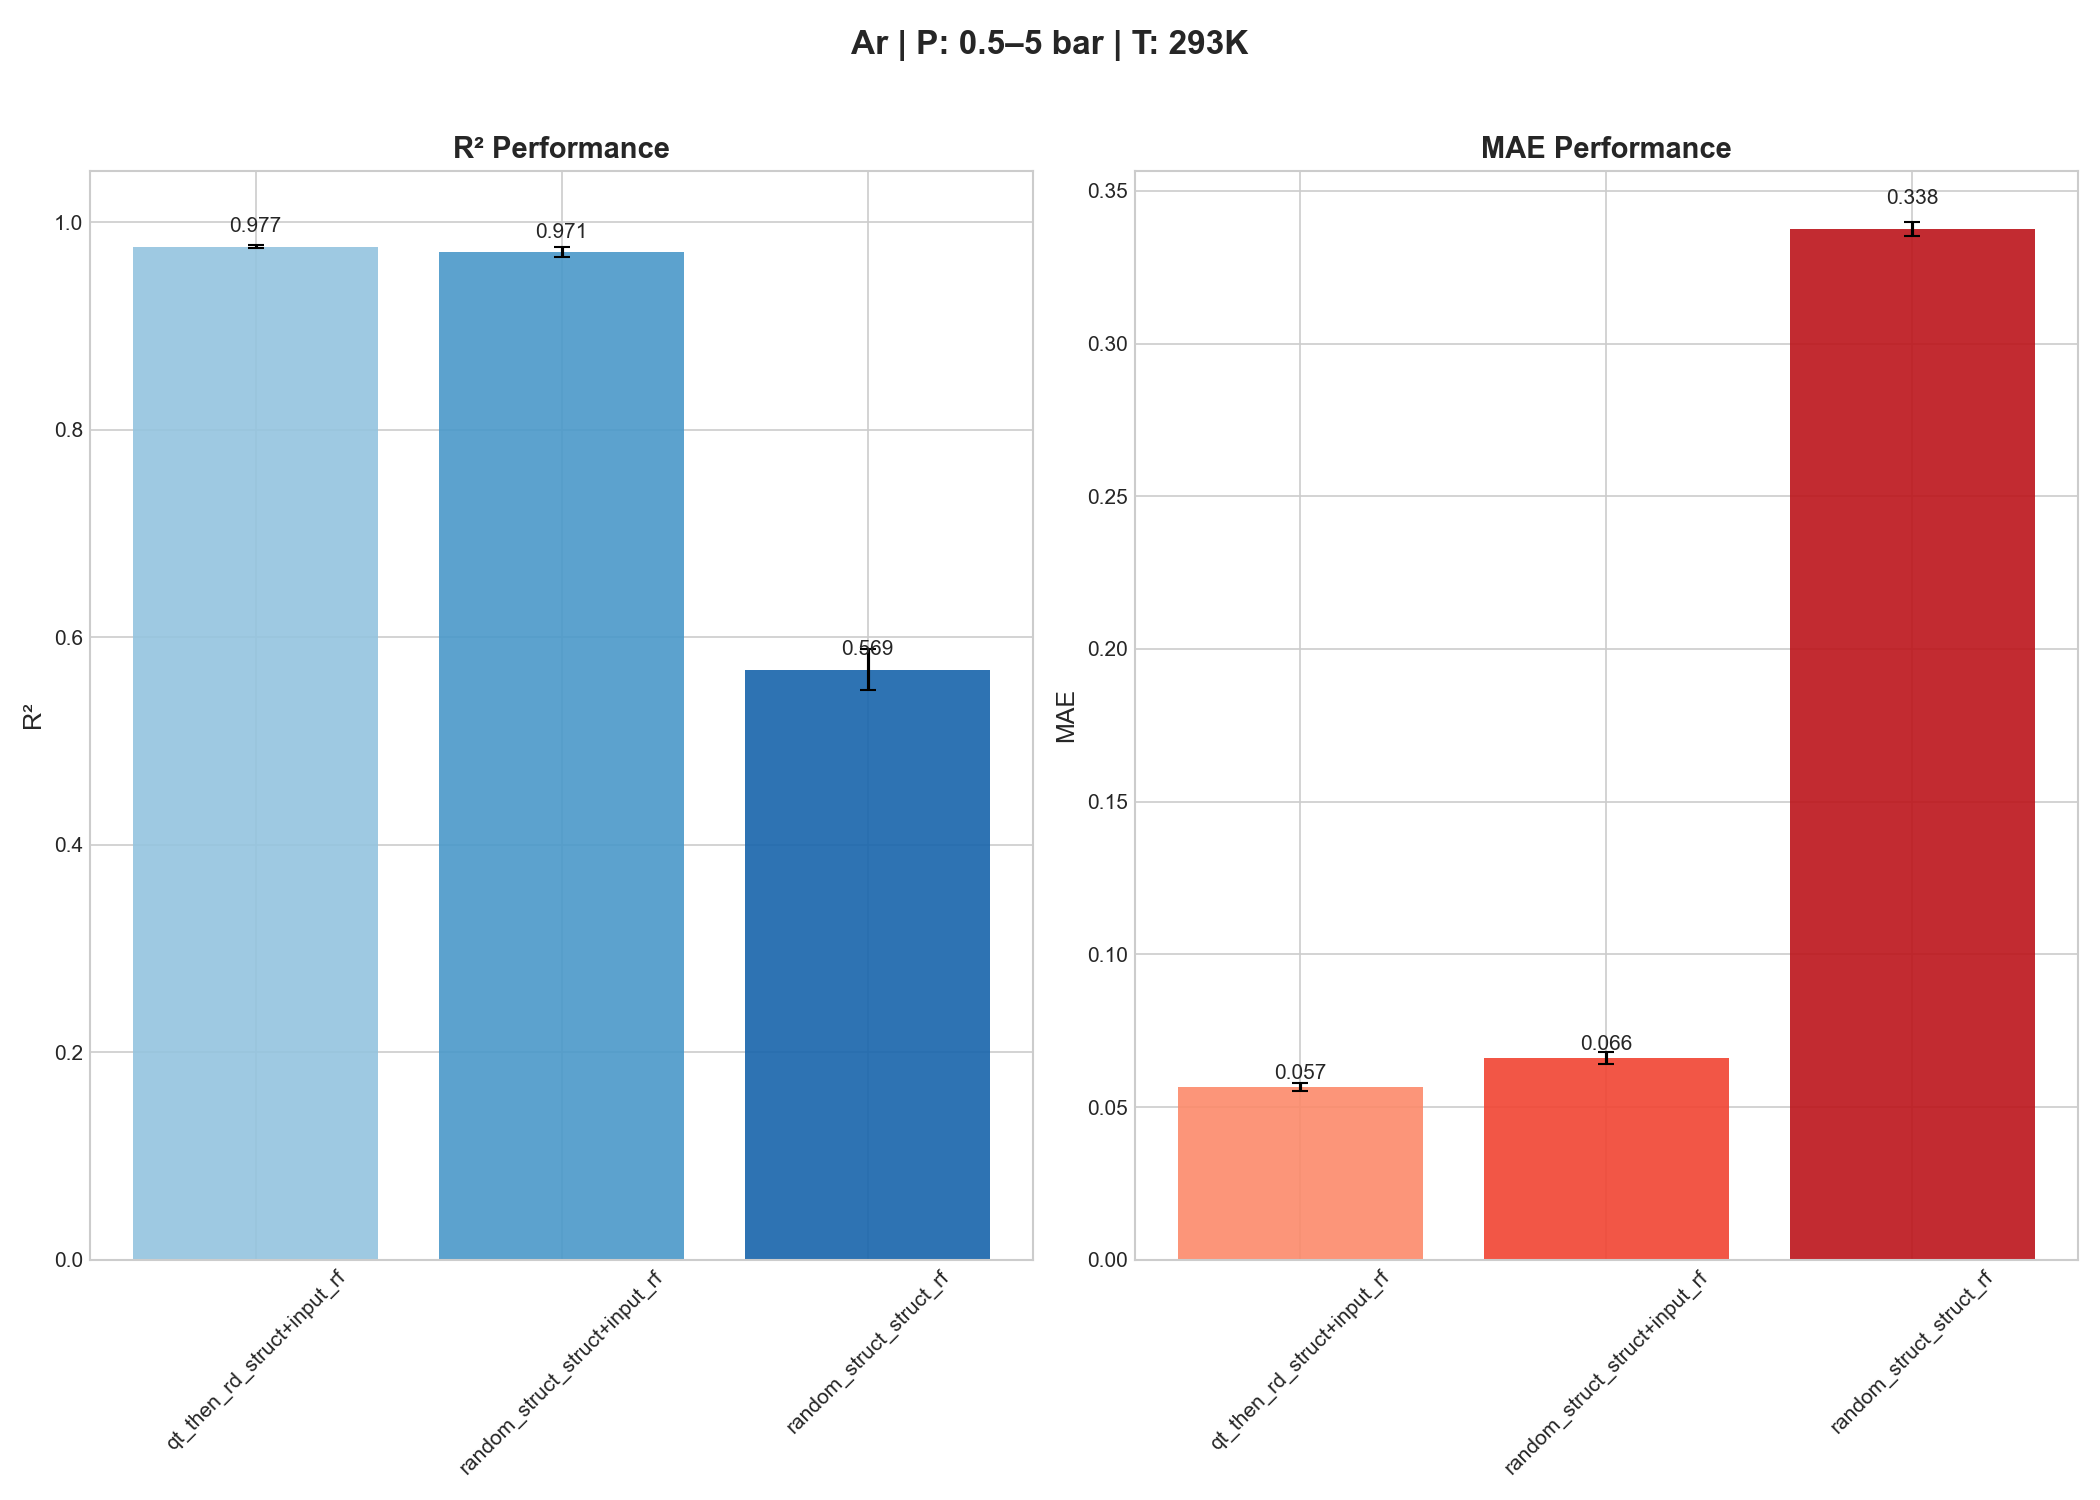 Ar | P: 0.5–5 bar | T: 293K
R² Performance
R²
1.0
0.8
0.6
0.4
0.2
0.0
0.977
0.971
0.569
qt_then_rd_struct+input_rf
random_struct_struct+input_rf
random_struct_struct_rf
MAE Performance
MAE
0.35
0.30
0.25
0.20
0.15
0.10
0.05
0.00
0.057
0.066
0.338
qt_then_rd_struct+input_rf
random_struct_struct+input_rf
random_struct_struct_rf